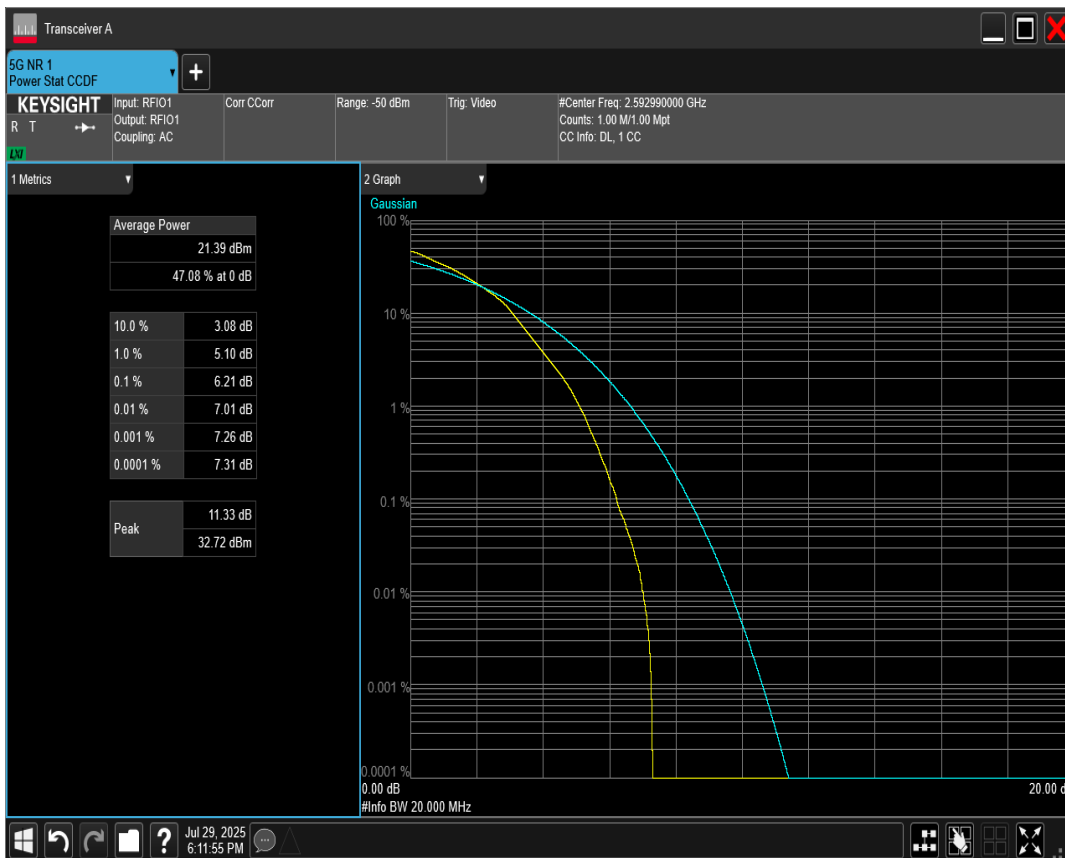 Transceiver A
5G NR 1
Power Stat CCDF
KEYSIGHT
R T
LXI
Input: RFIO1
Output: RFIO1
Coupling: AC
Corr CCorr
Range: -50 dBm
Trig: Video
#Center Freq: 2.592990000 GHz
Counts: 1.00 M/1.00 Mpt
CC Info: DL, 1 CC
1 Metrics
Average Power
21.39 dBm
47.08 % at 0 dB
10.0 % 3.08 dB
1.0 % 5.10 dB
0.1 % 6.21 dB
0.01 % 7.01 dB
0.001 % 7.26 dB
0.0001 % 7.31 dB
Peak
11.33 dB
32.72 dBm
2 Graph
Gaussian
100 %
10 %
1 %
0.1 %
0.01 %
0.001 %
0.0001 %
0.00 dB
20.00 d
#Info BW 20.000 MHz
Jul 29, 2025
6:11:55 PM